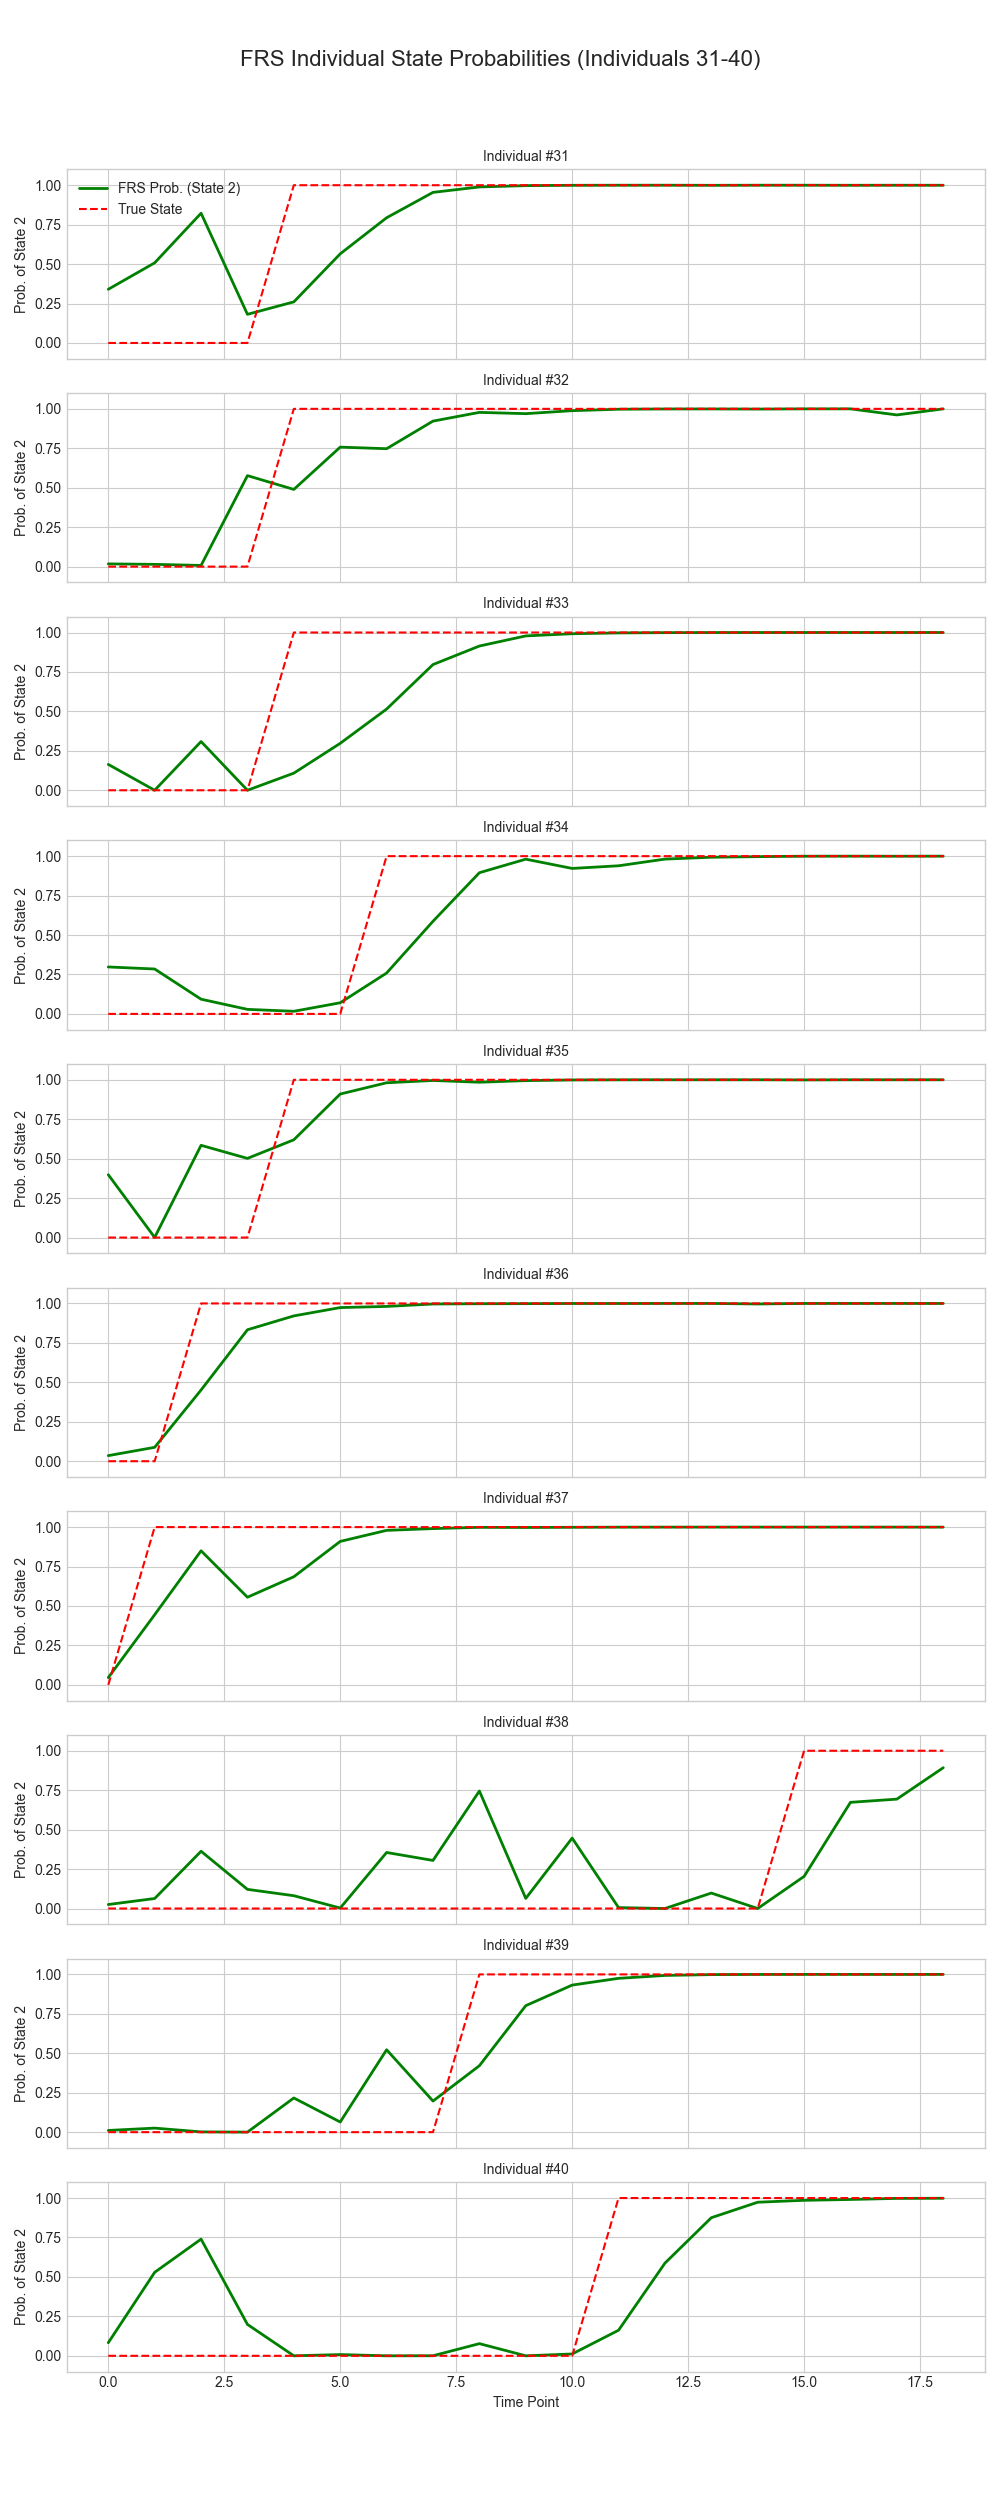 FRS Individual State Probabilities (Individuals 31-40)
Individual #31
FRS Prob. (State 2)
True State
1.00
0.75
0.50
0.25
0.00
Prob. of State 2
Individual #32
1.00
0.75
0.50
0.25
0.00
Prob. of State 2
Individual #33
1.00
0.75
0.50
0.25
0.00
Prob. of State 2
Individual #34
1.00
0.75
0.50
0.25
0.00
Prob. of State 2
Individual #35
1.00
0.75
0.50
0.25
0.00
Prob. of State 2
Individual #36
1.00
0.75
0.50
0.25
0.00
Prob. of State 2
Individual #37
1.00
0.75
0.50
0.25
0.00
Prob. of State 2
Individual #38
1.00
0.75
0.50
0.25
0.00
Prob. of State 2
Individual #39
1.00
0.75
0.50
0.25
0.00
Prob. of State 2
Individual #40
1.00
0.75
0.50
0.25
0.00
Prob. of State 2
0.0 2.5 5.0 7.5 10.0 12.5 15.0 17.5
Time Point